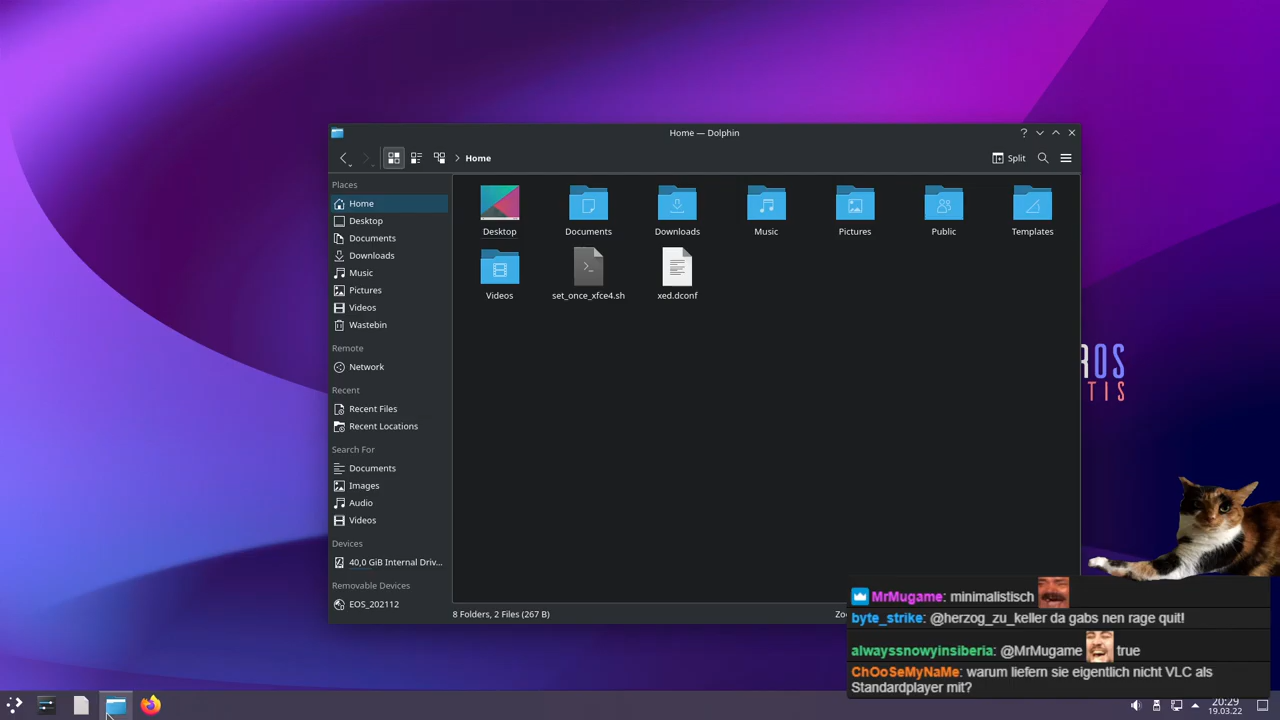 Home — Dolphin
Home
Split
Places
Home
Desktop
Documents
Downloads
Music
Pictures
Videos
Wastebin
Remote
Network
Recent
Recent Files
Recent Locations
Search For
Documents
Images
Audio
Videos
Devices
40,0 GiB Internal Driv...
Removable Devices
EOS_202112
Desktop
Documents
Downloads
Music
Pictures
Public
Templates
Videos
set_once_xfce4.sh
xed.dconf
8 Folders, 2 Files (267 B)
Zo
ROS
TIS
MrMugame: minimalistisch
byte_strike: @herzog_zu_keller da gabs nen rage quit!
alwayssnowyinsiberia: @MrMugame true
ChOoSeMyNaMe: warum liefern sie eigentlich nicht VLC als
Standardplayer mit?
20:29
19.03.22